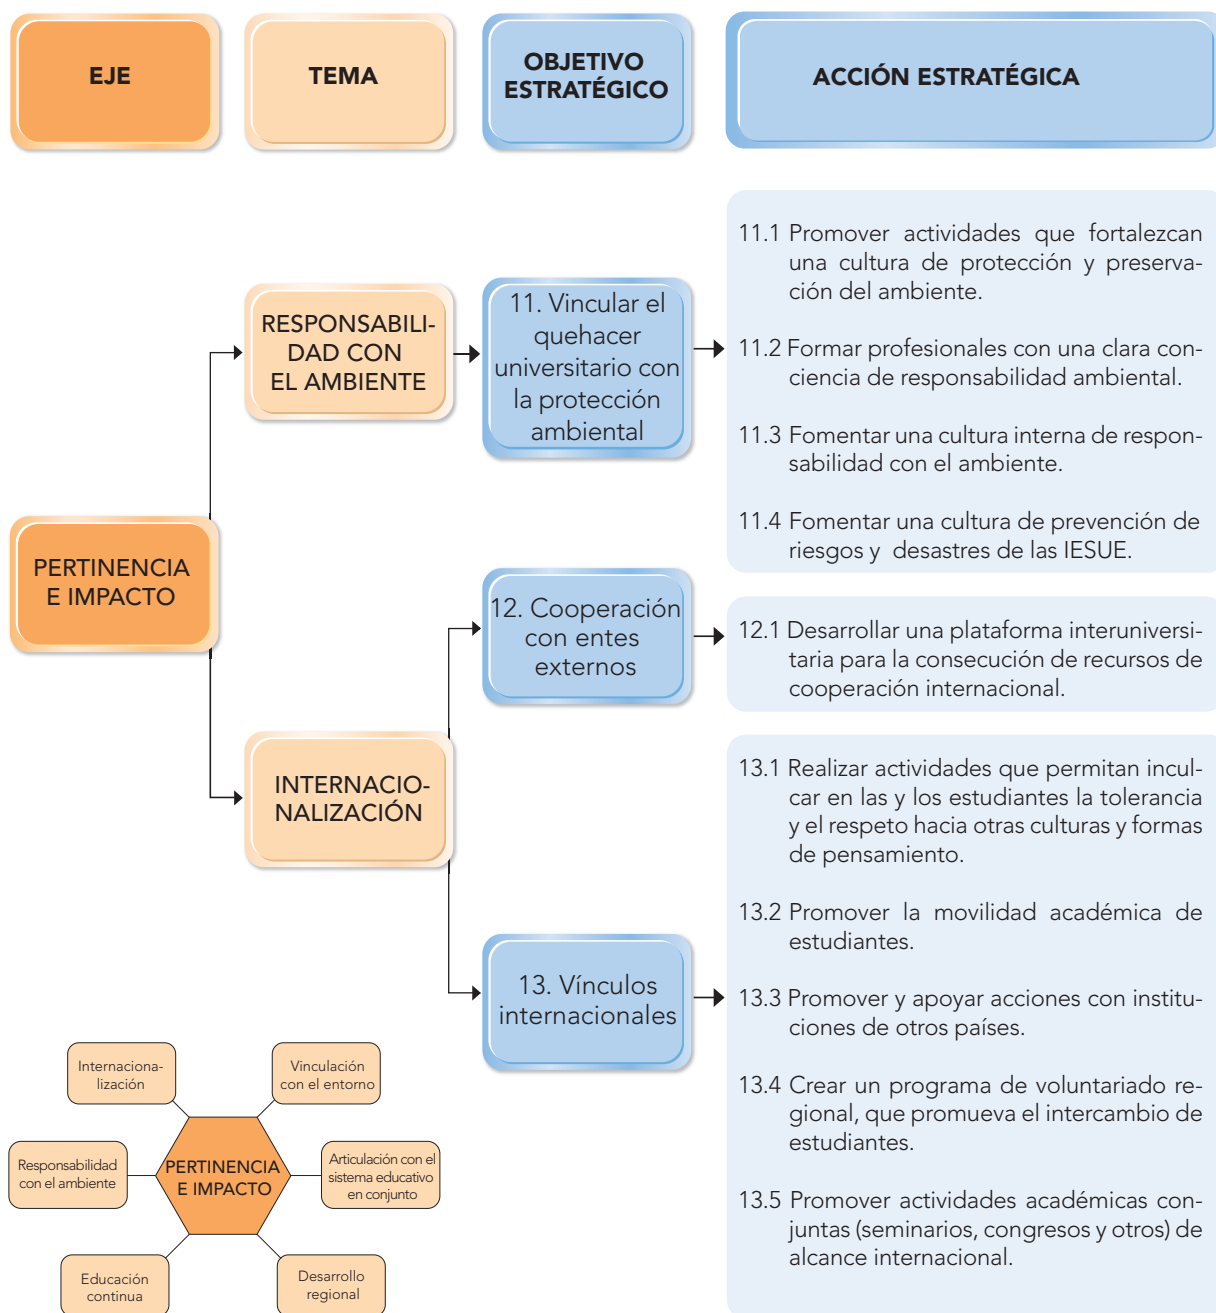 EJE
TEMA
OBJETIVO
ESTRATÉGICO
ACCIÓN ESTRATÉGICA
PERTINENCIA
E IMPACTO
RESPONSABILI-
DAD CON
EL AMBIENTE
11. Vincular el
quehacer
universitario con
la protección
ambiental
11.1 Promover actividades que fortalezcan
una cultura de protección y preserva-
ción del ambiente.
11.2 Formar profesionales con una clara con-
ciencia de responsabilidad ambiental.
11.3 Fomentar una cultura interna de respon-
sabilidad con el ambiente.
11.4 Fomentar una cultura de prevención de
riesgos y desastres de las IESUE.
INTERNACIO-
NALIZACIÓN
12. Cooperación
con entes
externos
12.1 Desarrollar una plataforma interuniversi-
taria para la consecución de recursos de
cooperación internacional.
13. Vínculos
internacionales
13.1 Realizar actividades que permitan incul-
car en las y los estudiantes la tolerancia
y el respeto hacia otras culturas y formas
de pensamiento.
13.2 Promover la movilidad académica de
estudiantes.
13.3 Promover y apoyar acciones con institu-
ciones de otros países.
13.4 Crear un programa de voluntariado re-
gional, que promueva el intercambio de
estudiantes.
13.5 Promover actividades académicas con-
juntas (seminarios, congresos y otros) de
alcance internacional.
Internaciona-
lización
Vinculación
con el entorno
Responsabilidad
con el ambiente
PERTINENCIA
E IMPACTO
Articulación con el
sistema educativo
en conjunto
Educación
continua
Desarrollo
regional